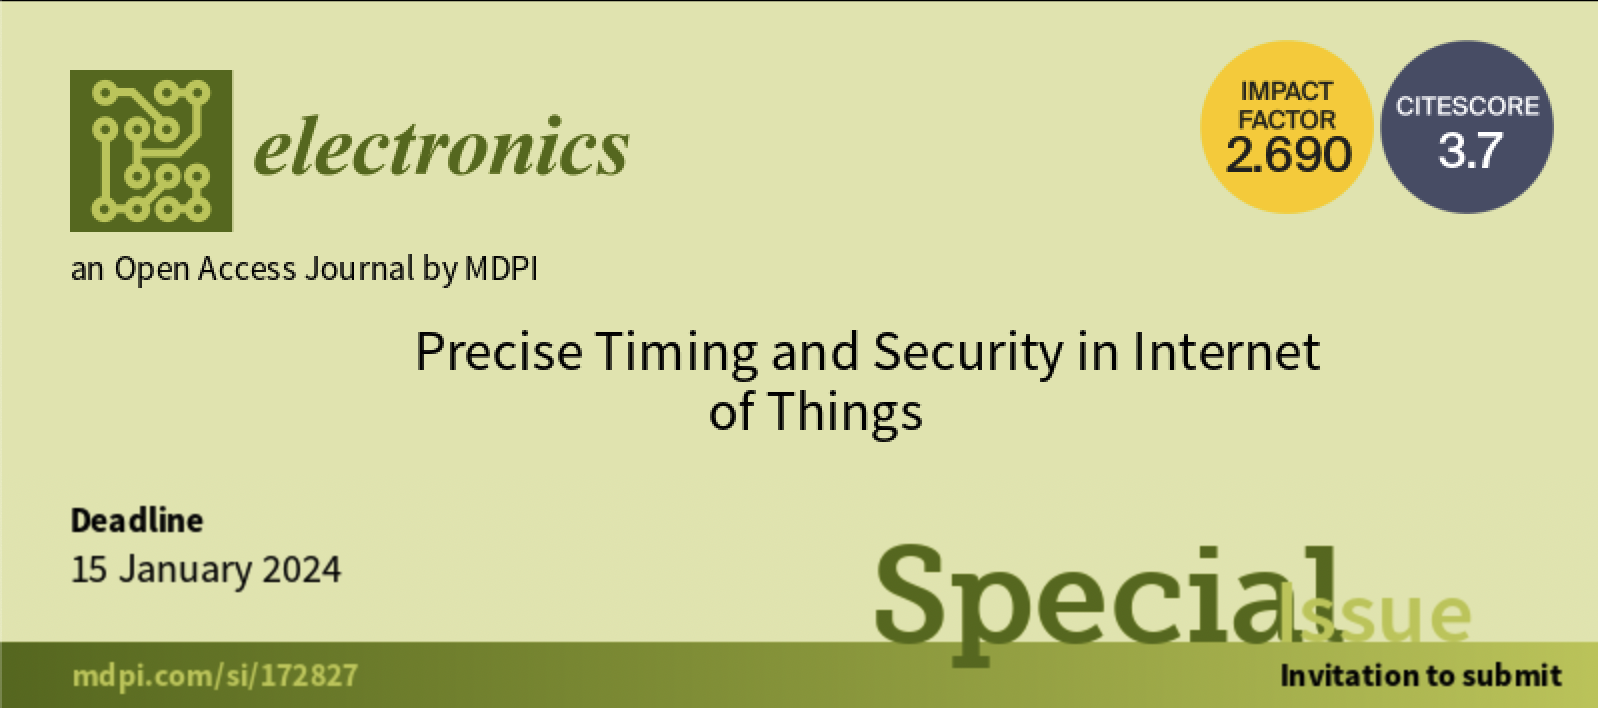 electronics
IMPACT
FACTOR
2.690
CITESCORE
3.7
an Open Access Journal by MDPI
Precise Timing and Security in Internet
of Things
Deadline
15 January 2024
Special Issue
mdpi.com/si/172827
Invitation to submit